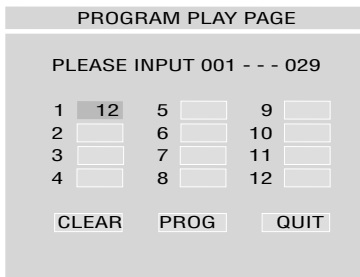 PROGRAM PLAY PAGE
PLEASE INPUT 001 - - - 029
1 12 5 9
2 6 10
3 7 11
4 8 12
CLEAR PROG QUIT